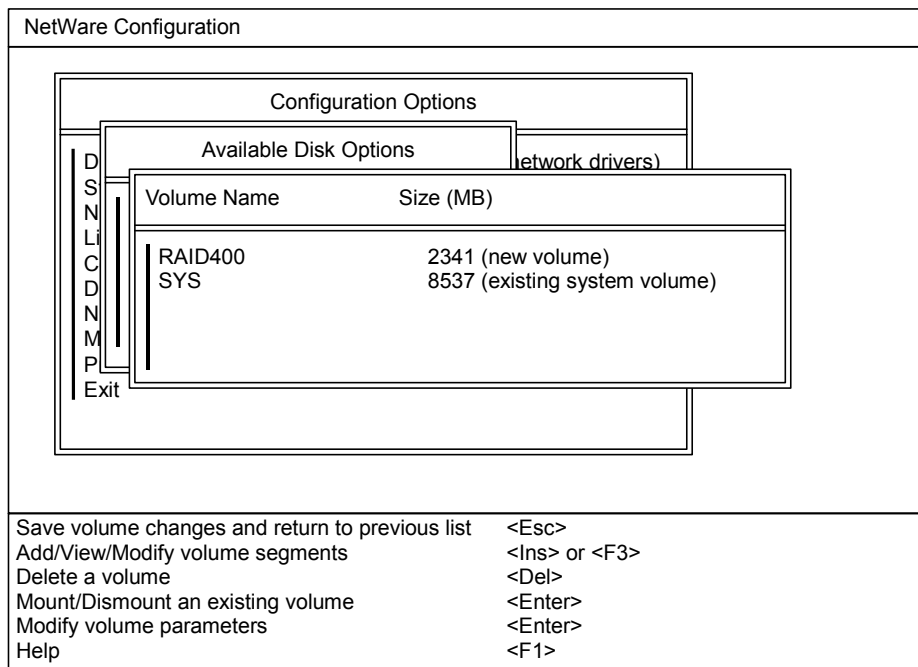 NetWare Configuration
Configuration Options
Available Disk Options
network drivers)
D
S
N
Li
C
D
N
M
P
Exit
Volume Name Size (MB)
RAID400 2341 (new volume)
SYS 8537 (existing system volume)
Save volume changes and return to previous list <Esc>
Add/View/Modify volume segments <Ins> or <F3>
Delete a volume <Del>
Mount/Dismount an existing volume <Enter>
Modify volume parameters <Enter>
Help <F1>